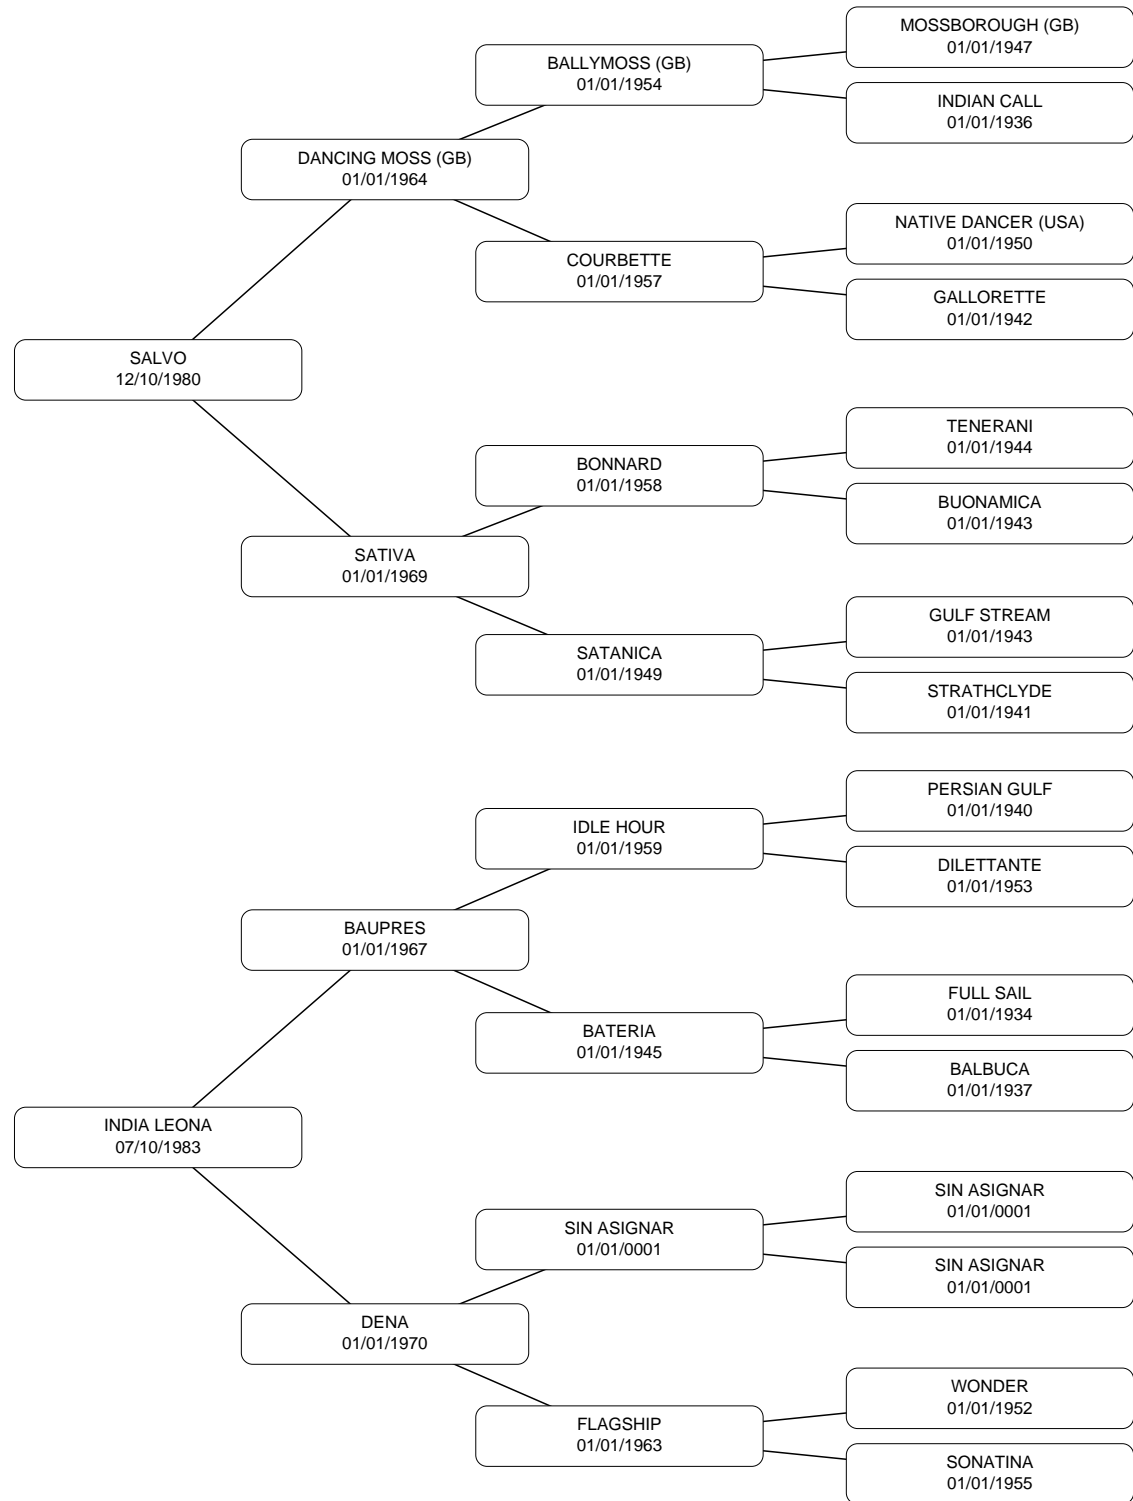 MOSSBOROUGH (GB)
01/01/1947
BALLYMOSS (GB)
01/01/1954
INDIAN CALL
01/01/1936
DANCING MOSS (GB)
01/01/1964
NATIVE DANCER (USA)
01/01/1950
COURBETTE
01/01/1957
GALLORETTE
01/01/1942
SALVO
12/10/1980
TENERANI
01/01/1944
BONNARD
01/01/1958
BUONAMICA
01/01/1943
SATIVA
01/01/1969
GULF STREAM
01/01/1943
SATANICA
01/01/1949
STRATHCLYDE
01/01/1941
PERSIAN GULF
01/01/1940
IDLE HOUR
01/01/1959
DILETTANTE
01/01/1953
BAUPRES
01/01/1967
FULL SAIL
01/01/1934
BATERIA
01/01/1945
BALBUCA
01/01/1937
INDIA LEONA
07/10/1983
SIN ASIGNAR
01/01/0001
SIN ASIGNAR
01/01/0001
SIN ASIGNAR
01/01/0001
DENA
01/01/1970
WONDER
01/01/1952
FLAGSHIP
01/01/1963
SONATINA
01/01/1955